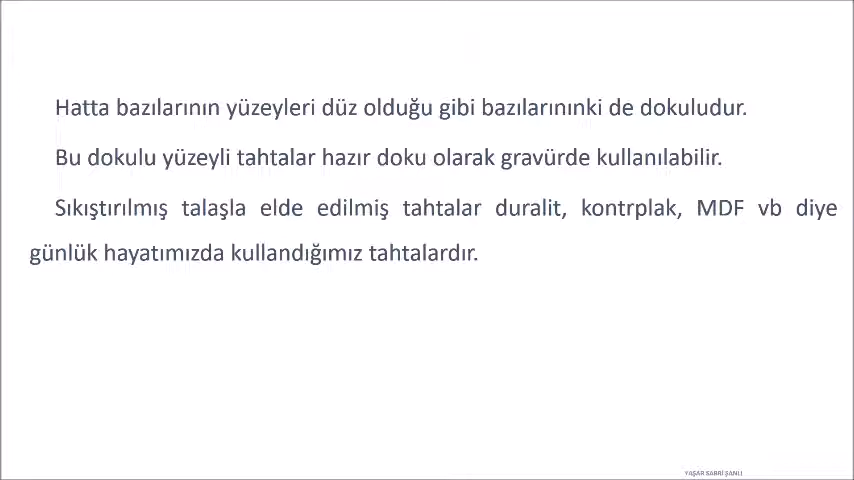 Hatta bazılarının yüzeyleri düz olduğu gibi bazılarınınki de dokuludur.
Bu dokulu yüzeyli tahtalar hazır doku olarak gravürde kullanılabilir.
Sıkıştırılmış talaşla elde edilmiş tahtalar duralit, kontrplak, MDF vb diye
günlük hayatımızda kullandığımız tahtalardır.
YAŞAR SABRİ ŞANLI